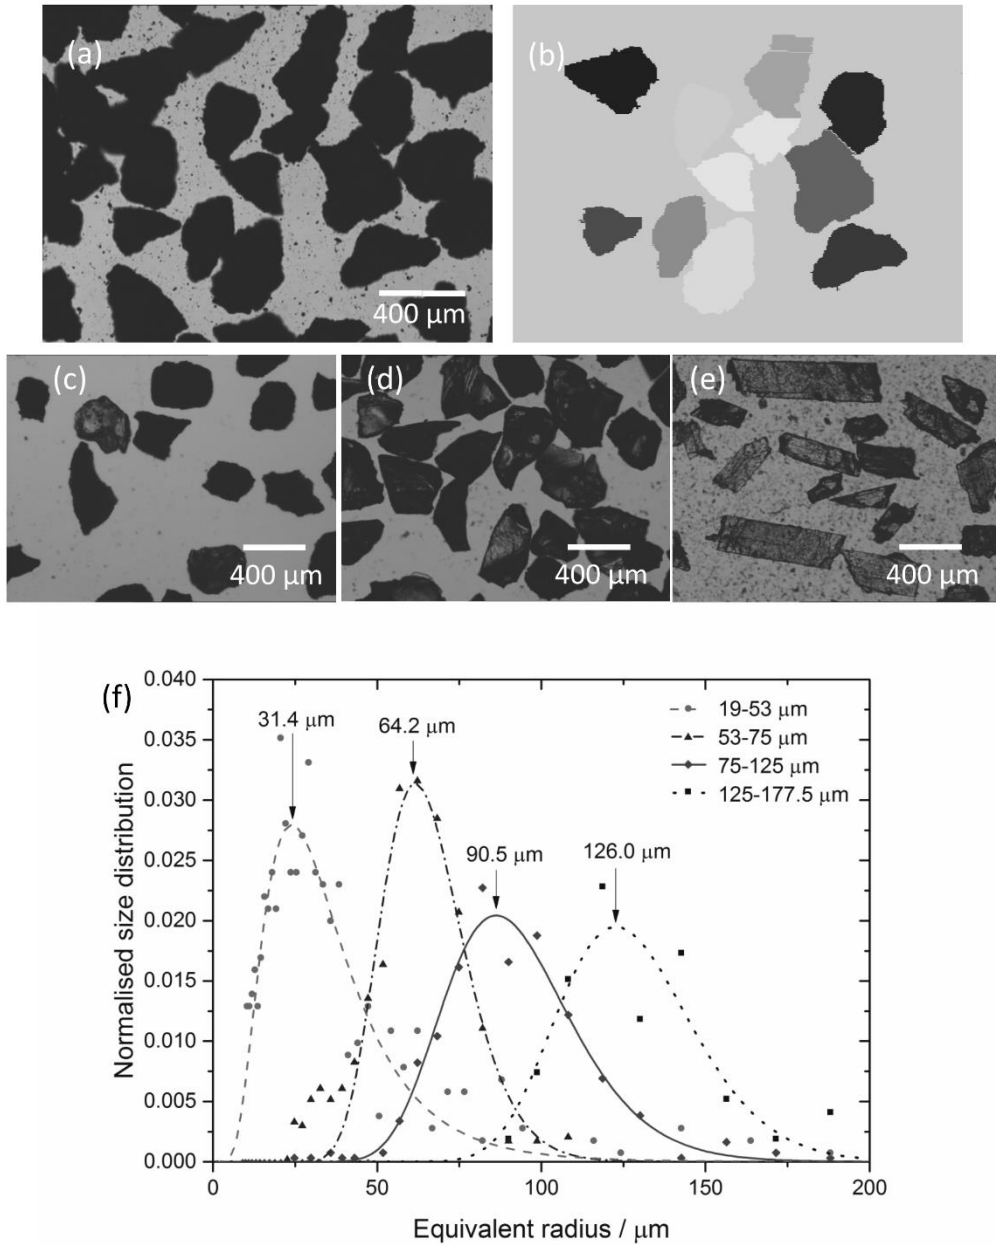 (a)
400 µm
(b)
(c)
400 µm
(d)
400 µm
(e)
400 µm
(f)
Normalised size distribution
0.040
0.035
0.030
0.025
0.020
0.015
0.010
0.005
0.000
31.4 µm
64.2 µm
90.5 µm
126.0 µm
19-53 µm
53-75 µm
75-125 µm
125-177.5 µm
0
50
100
150
200
Equivalent radius / µm